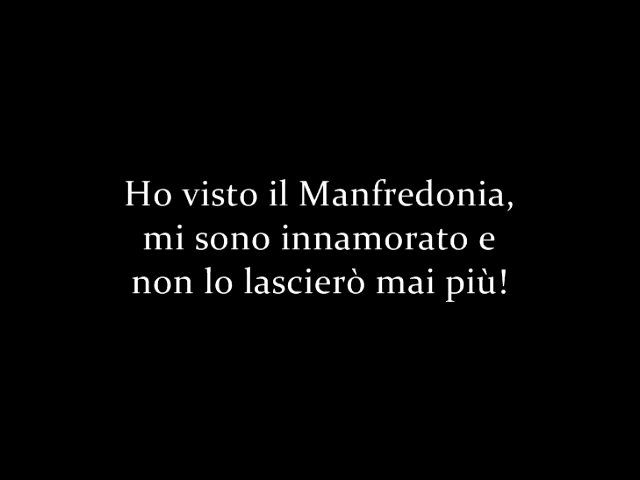 Ho visto il Manfredonia,
mi sono innamorato e
non lo lascierò mai più!